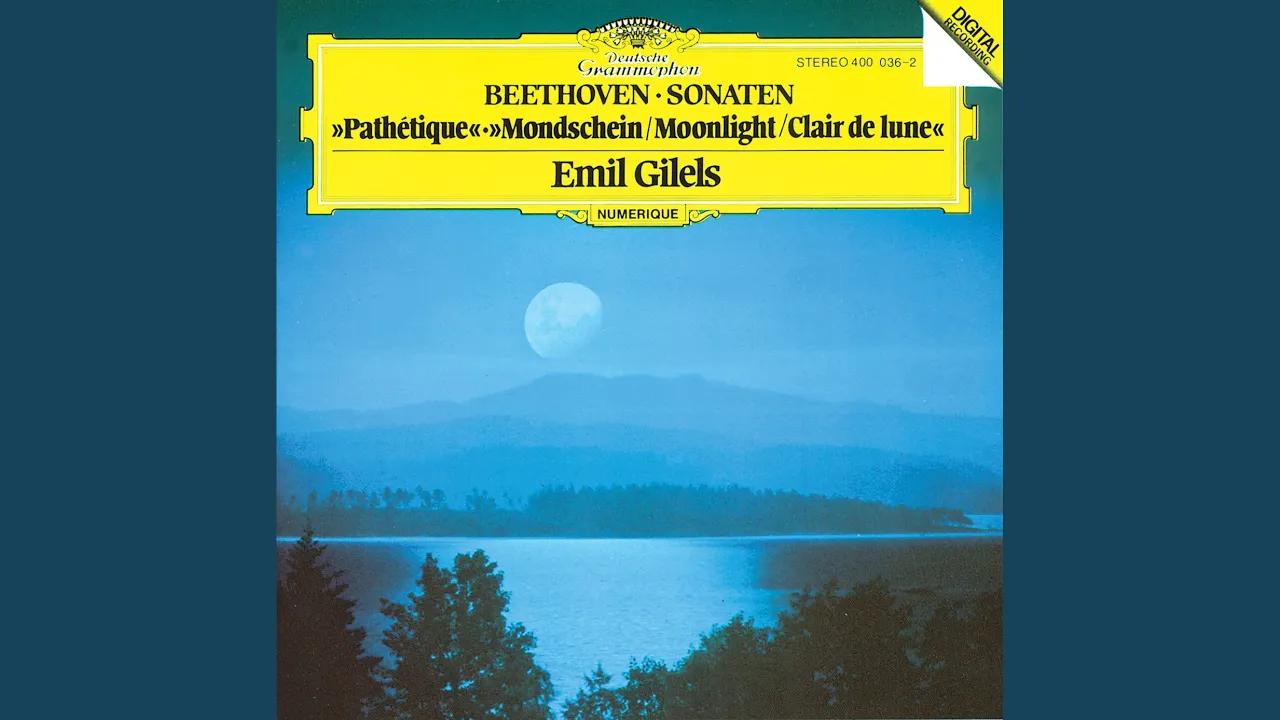 DIGITAL
RECORDING
Deutsche
Grammophon
STEREO 400 036-2
BEETHOVEN · SONATEN
»Pathétique«·»Mondschein/Moonlight/Clair de lune«
Emil Gilels
NUMERIQUE